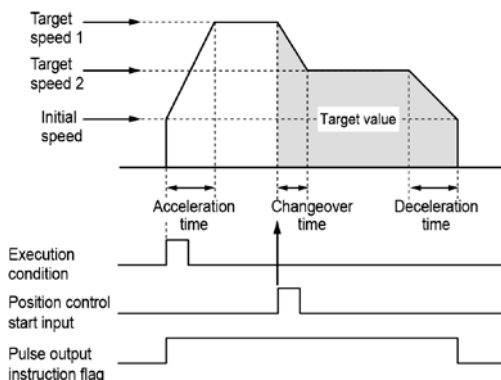 Target
speed 1
Target
speed 2
Initial
speed
Target value
Acceleration
time
Changeover
time
Deceleration
time
Execution
condition
Position control
start input
Pulse output
instruction flag